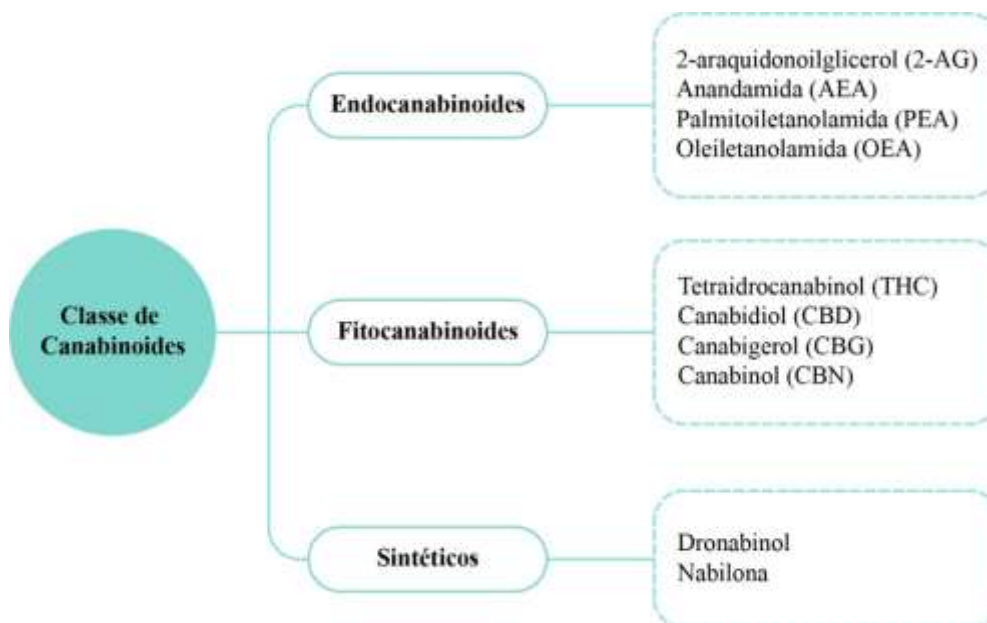 Classe de
Canabinoides
Endocanabinoides
2-araquidonoilglicerol (2-AG)
Anandamida (AEA)
Palmitoiletanolamida (PEA)
Oleiletanolamida (OEA)
Fitocanabinoides
Tetraidrocanabinol (THC)
Canabidiol (CBD)
Canabigerol (CBG)
Canabinol (CBN)
Sintéticos
Dronabinol
Nabilona